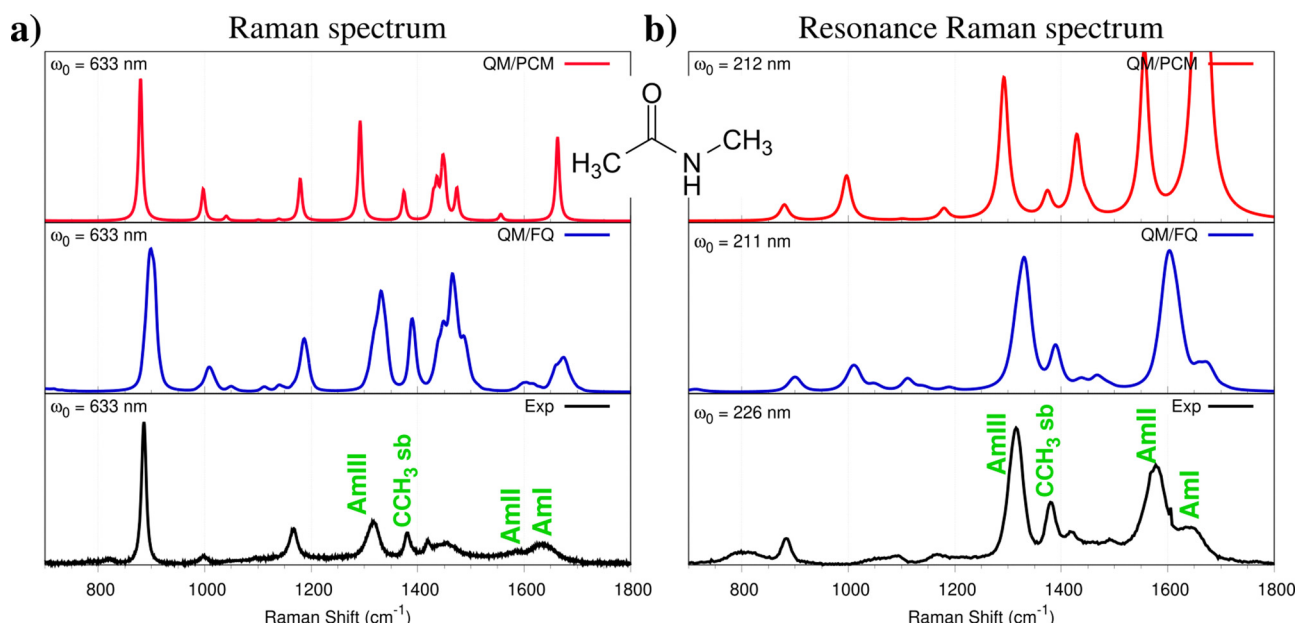 a)
Raman spectrum
ω₀ = 633 nm
QM/PCM
ω₀ = 633 nm
QM/FQ
ω₀ = 633 nm
Exp
AmIII
CCH₃ sb
AmII
AmI
800 1000 1200 1400 1600 1800
Raman Shift (cm⁻¹)
O
H₃C
N
H
CH₃
b)
Resonance Raman spectrum
ω₀ = 212 nm
QM/PCM
ω₀ = 211 nm
QM/FQ
ω₀ = 226 nm
Exp
AmIII
CCH₃ sb
AmII
AmI
800 1000 1200 1400 1600 1800
Raman Shift (cm⁻¹)